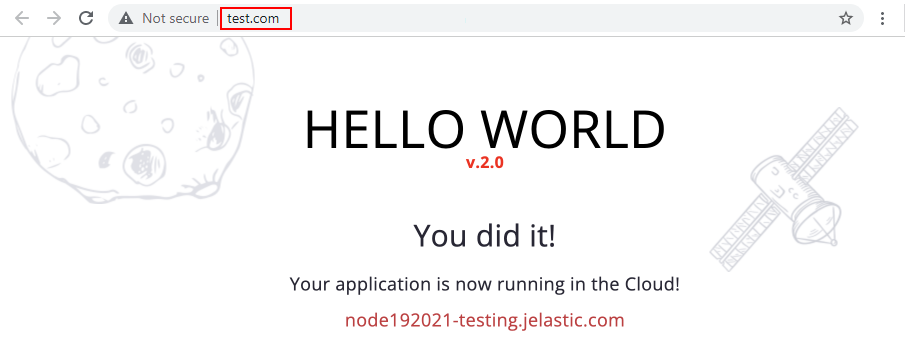 Not secure test.com
HELLO WORLD
v.2.0
You did it!
Your application is now running in the Cloud!
node192021-testing.jelastic.com